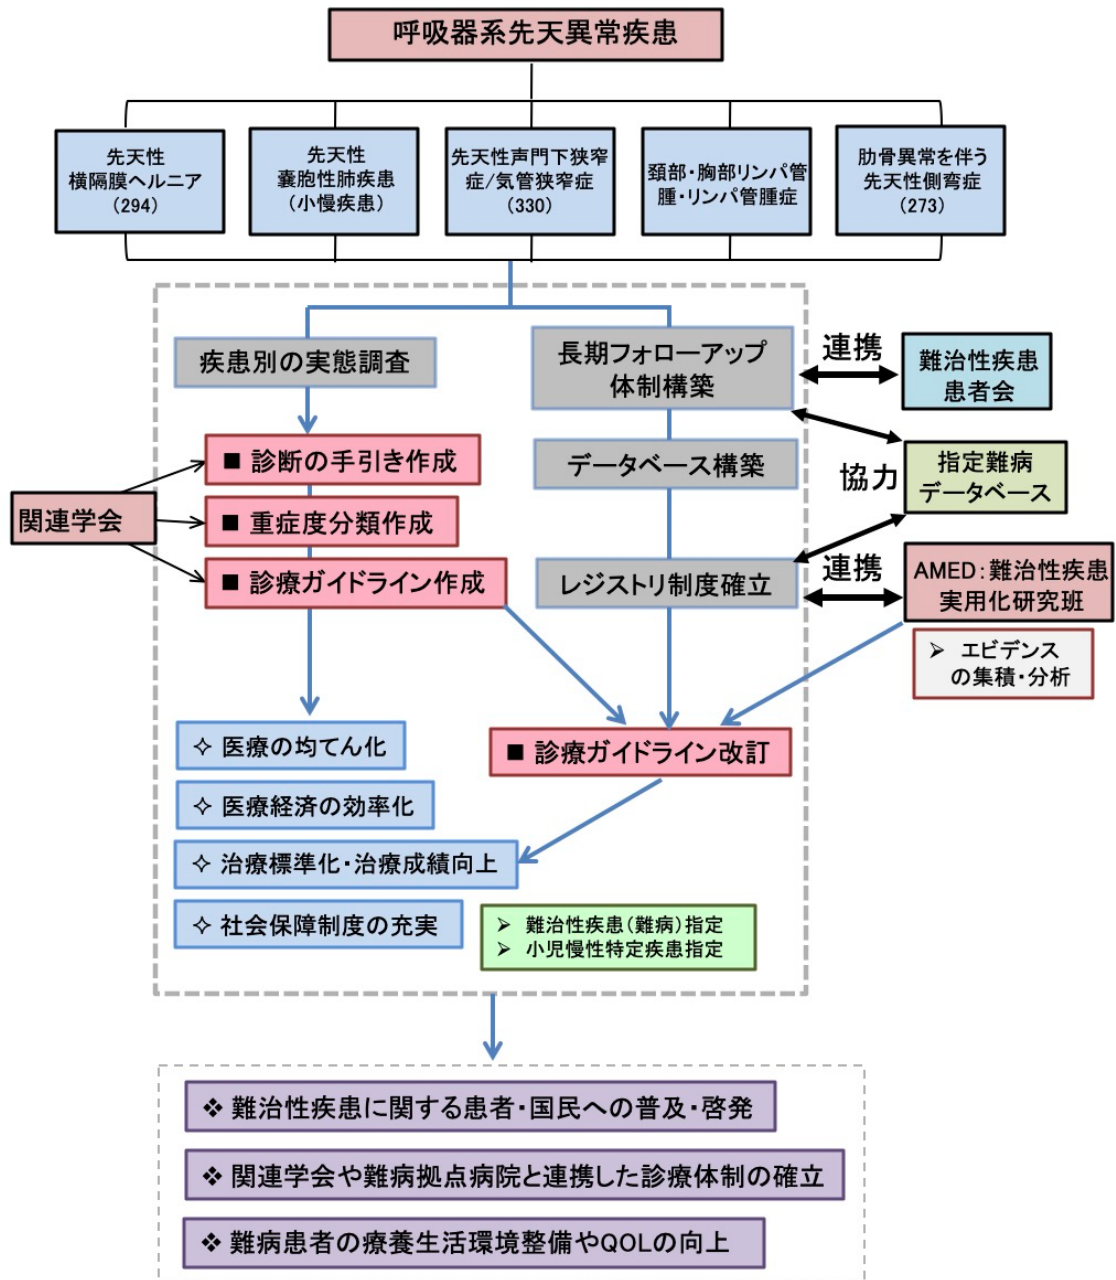 呼吸器系先天異常疾患
先天性
横隔膜ヘルニア
(294)
先天性
嚢胞性肺疾患
(小慢疾患)
先天性声門下狭窄
症/気管狭窄症
(330)
頚部・胸部リンパ管
腫・リンパ管腫症
肋骨異常を伴う
先天性側弯症
(273)
疾患別の実態調査
長期フォローアップ
体制構築
連携
難治性疾患
患者会
■ 診断の手引き作成
データベース構築
協力
指定難病
データベース
関連学会
■ 重症度分類作成
■ 診療ガイドライン作成
レジストリ制度確立
連携
AMED:難治性疾患
実用化研究班
➢ エビデンス
の集積・分析
✧ 医療の均てん化
■ 診療ガイドライン改訂
✧ 医療経済の効率化
✧ 治療標準化・治療成績向上
✧ 社会保障制度の充実
➢ 難治性疾患(難病)指定
➢ 小児慢性特定疾患指定
❖ 難治性疾患に関する患者・国民への普及・啓発
❖ 関連学会や難病拠点病院と連携した診療体制の確立
❖ 難病患者の療養生活環境整備やQOLの向上